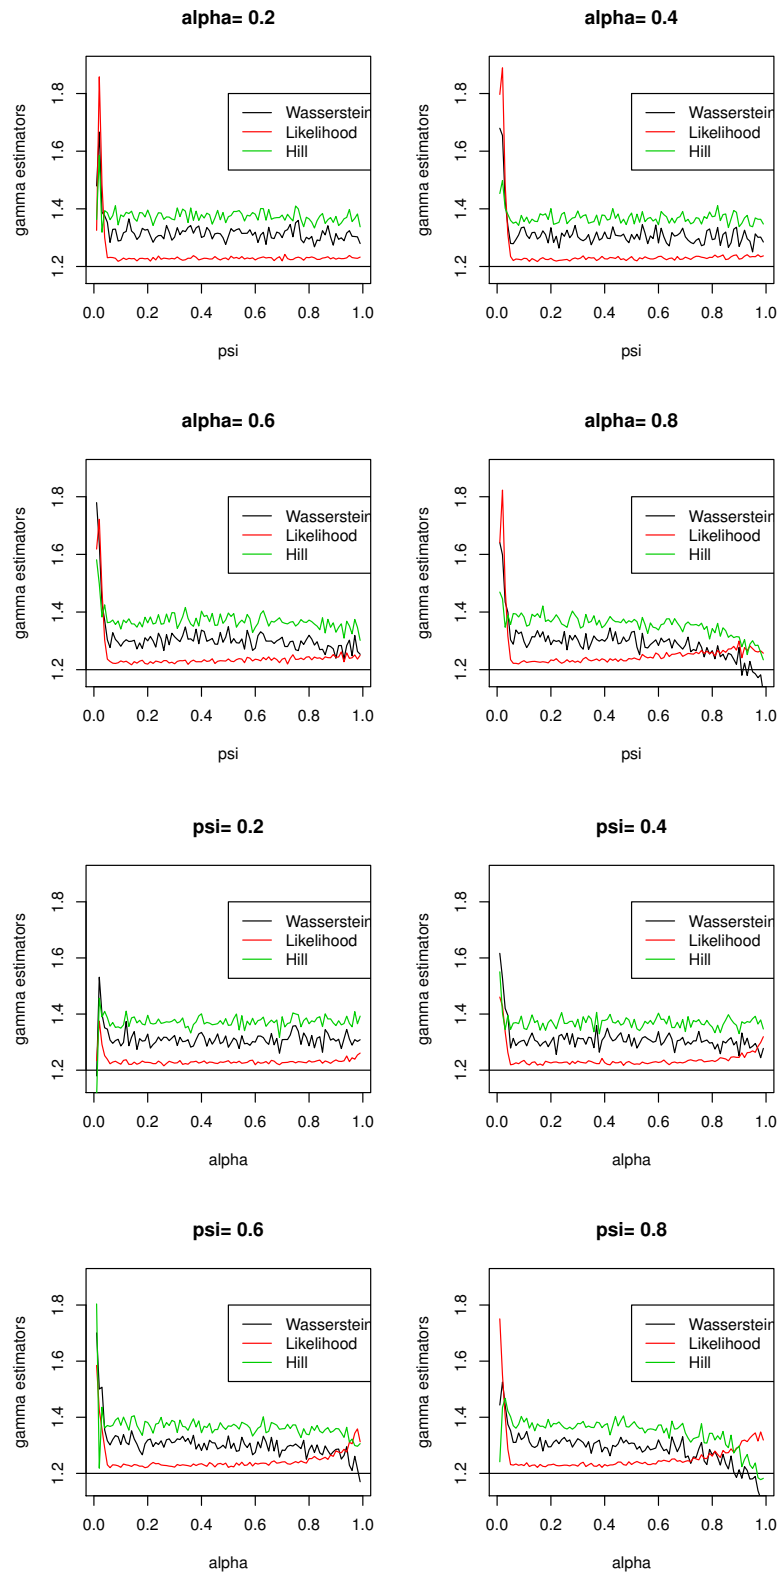 alpha= 0.2
gamma estimators
1.2 1.4 1.6 1.8
Wasserstein
Likelihood
Hill
0.0 0.2 0.4 0.6 0.8 1.0
psi
alpha= 0.4
gamma estimators
1.2 1.4 1.6 1.8
Wasserstein
Likelihood
Hill
0.0 0.2 0.4 0.6 0.8 1.0
psi
alpha= 0.6
gamma estimators
1.2 1.4 1.6 1.8
Wasserstein
Likelihood
Hill
0.0 0.2 0.4 0.6 0.8 1.0
psi
alpha= 0.8
gamma estimators
1.2 1.4 1.6 1.8
Wasserstein
Likelihood
Hill
0.0 0.2 0.4 0.6 0.8 1.0
psi
psi= 0.2
gamma estimators
1.2 1.4 1.6 1.8
Wasserstein
Likelihood
Hill
0.0 0.2 0.4 0.6 0.8 1.0
alpha
psi= 0.4
gamma estimators
1.2 1.4 1.6 1.8
Wasserstein
Likelihood
Hill
0.0 0.2 0.4 0.6 0.8 1.0
alpha
psi= 0.6
gamma estimators
1.2 1.4 1.6 1.8
Wasserstein
Likelihood
Hill
0.0 0.2 0.4 0.6 0.8 1.0
alpha
psi= 0.8
gamma estimators
1.2 1.4 1.6 1.8
Wasserstein
Likelihood
Hill
0.0 0.2 0.4 0.6 0.8 1.0
alpha